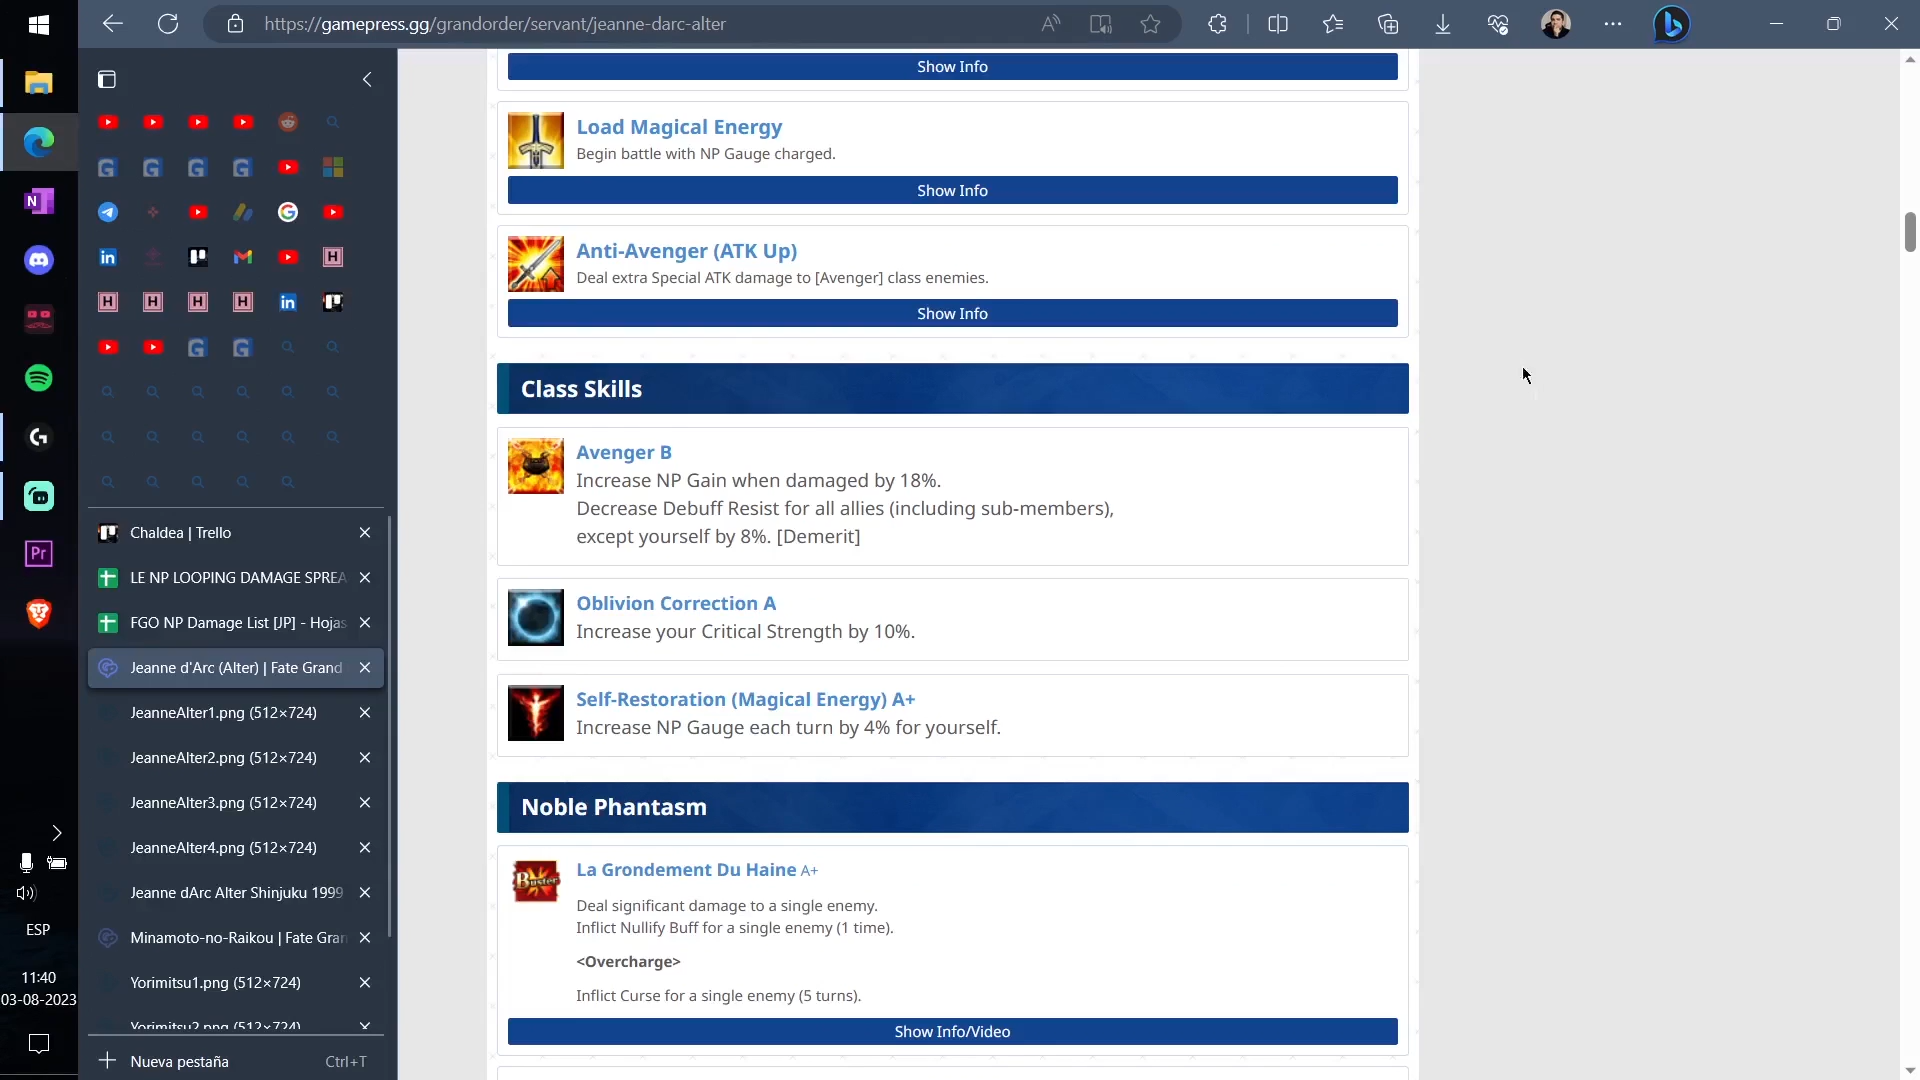 https://gamepress.gg/grandorder/servant/jeanne-darc-alter
Show Info
Load Magical Energy
Begin battle with NP Gauge charged.
Show Info
Anti-Avenger (ATK Up)
Deal extra Special ATK damage to [Avenger] class enemies.
Show Info
Class Skills
Avenger B
Increase NP Gain when damaged by 18%.
Decrease Debuff Resist for all allies (including sub-members),
except yourself by 8%. [Demerit]
Oblivion Correction A
Increase your Critical Strength by 10%.
Self-Restoration (Magical Energy) A+
Increase NP Gauge each turn by 4% for yourself.
Noble Phantasm
Buster
La Grondement Du Haine A+
Deal significant damage to a single enemy.
Inflict Nullify Buff for a single enemy (1 time).
<Overcharge>
Inflict Curse for a single enemy (5 turns).
Show Info/Video
Chaldea | Trello
LE NP LOOPING DAMAGE SPREA
FGO NP Damage List [JP] - Hojas
Jeanne d'Arc (Alter) | Fate Grand
JeanneAlter1.png (512×724)
JeanneAlter2.png (512×724)
JeanneAlter3.png (512×724)
JeanneAlter4.png (512×724)
Jeanne dArc Alter Shinjuku 1999
Minamoto-no-Raikou | Fate Gran
Yorimitsu1.png (512×724)
Yorimitsu2.png (512×724)
Nueva pestaña Ctrl+T
ESP
11:40
03-08-2023